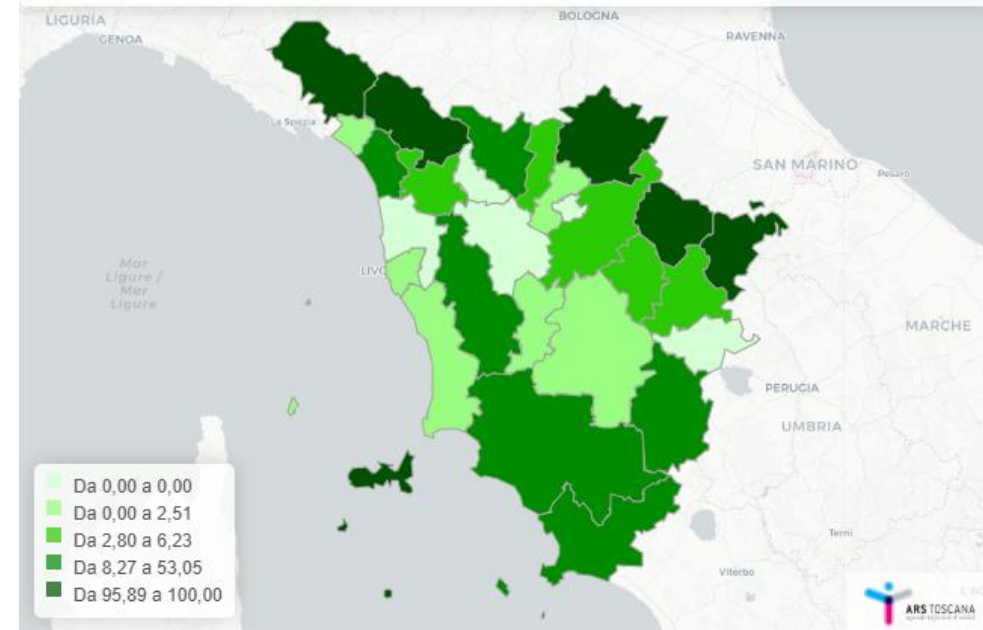 LIGURIA
GENOA
BOLOGNA
RAVENNA
La Spezia
SAN MARINO
Pesaro
Mar
Ligure /
Mer
Ligure
LIVO
MARCHE
PERUGIA
UMBRIA
Da 0,00 a 0,00
Da 0,00 a 2,51
Da 2,80 a 6,23
Da 8,27 a 53,05
Da 95,89 a 100,00
Terni
Viterbo
ARS TOSCANA